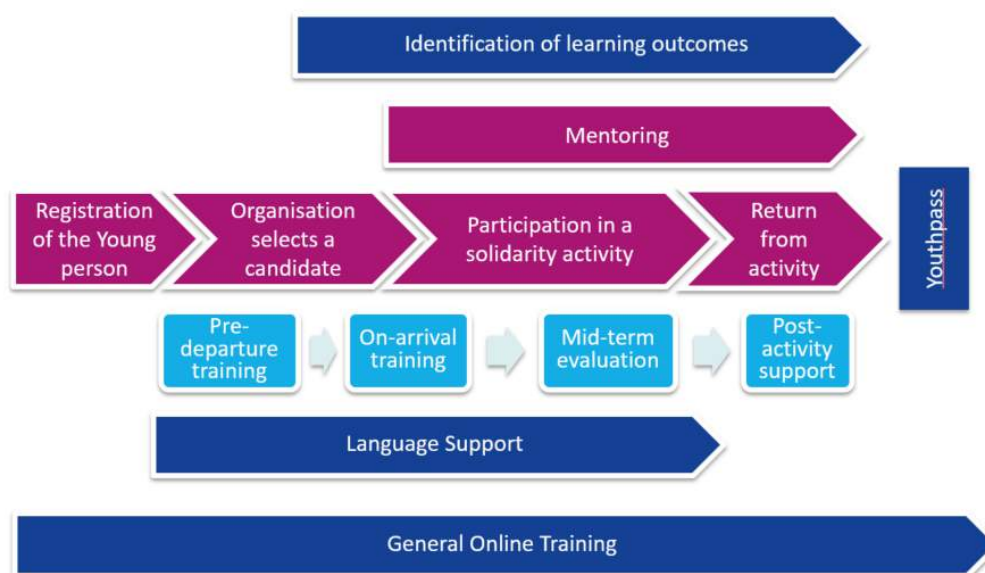 Identification of learning outcomes
Mentoring
Registration
of the Young
person
Organisation
selects a
candidate
Participation in a
solidarity activity
Return
from
activity
Youthpass
Pre-
departure
training
On-arrival
training
Mid-term
evaluation
Post-
activity
support
Language Support
General Online Training